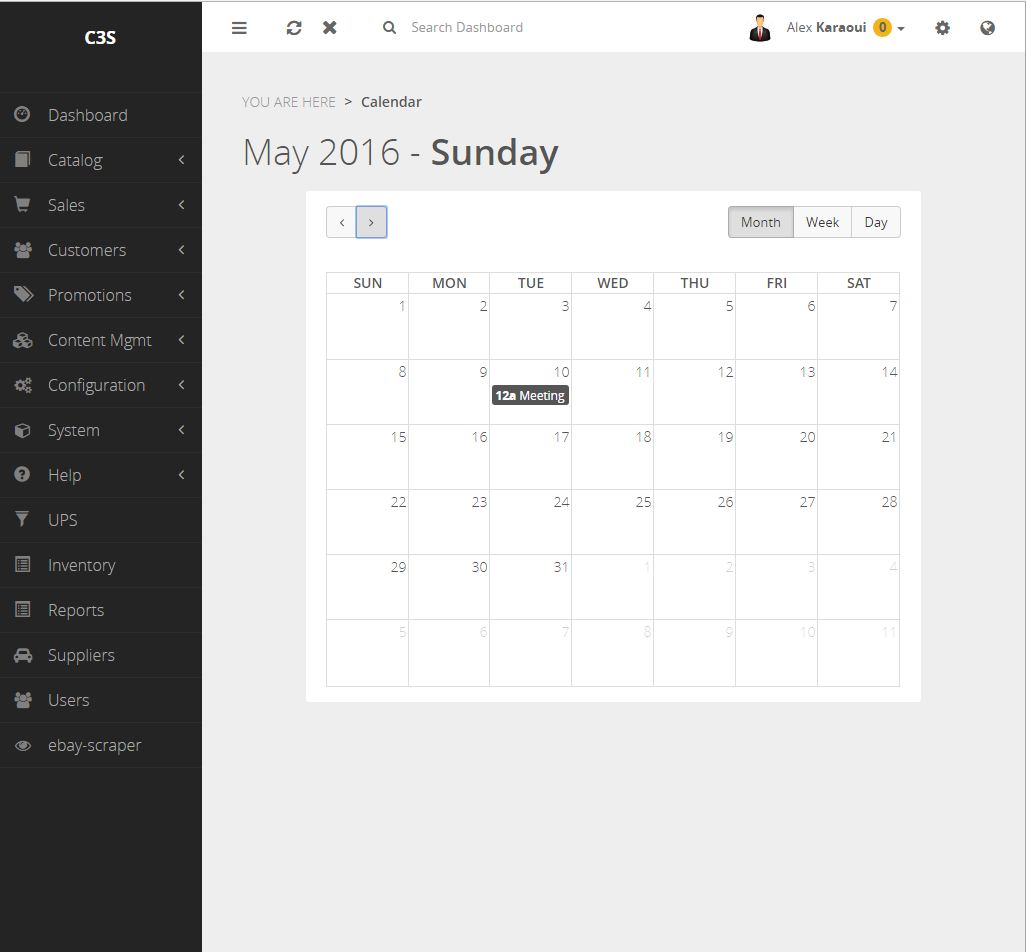 C3S
Dashboard
Catalog
Sales
Customers
Promotions
Content Mgmt
Configuration
System
Help
UPS
Inventory
Reports
Suppliers
Users
ebay-scraper
Search Dashboard
Alex Karaoui 0
YOU ARE HERE > Calendar
May 2016 - Sunday
Month Week Day
SUN MON TUE WED THU FRI SAT
1 2 3 4 5 6 7
8 9 10 11 12 13 14
12a Meeting
15 16 17 18 19 20 21
22 23 24 25 26 27 28
29 30 31 1 2 3 4
5 6 7 8 9 10 11